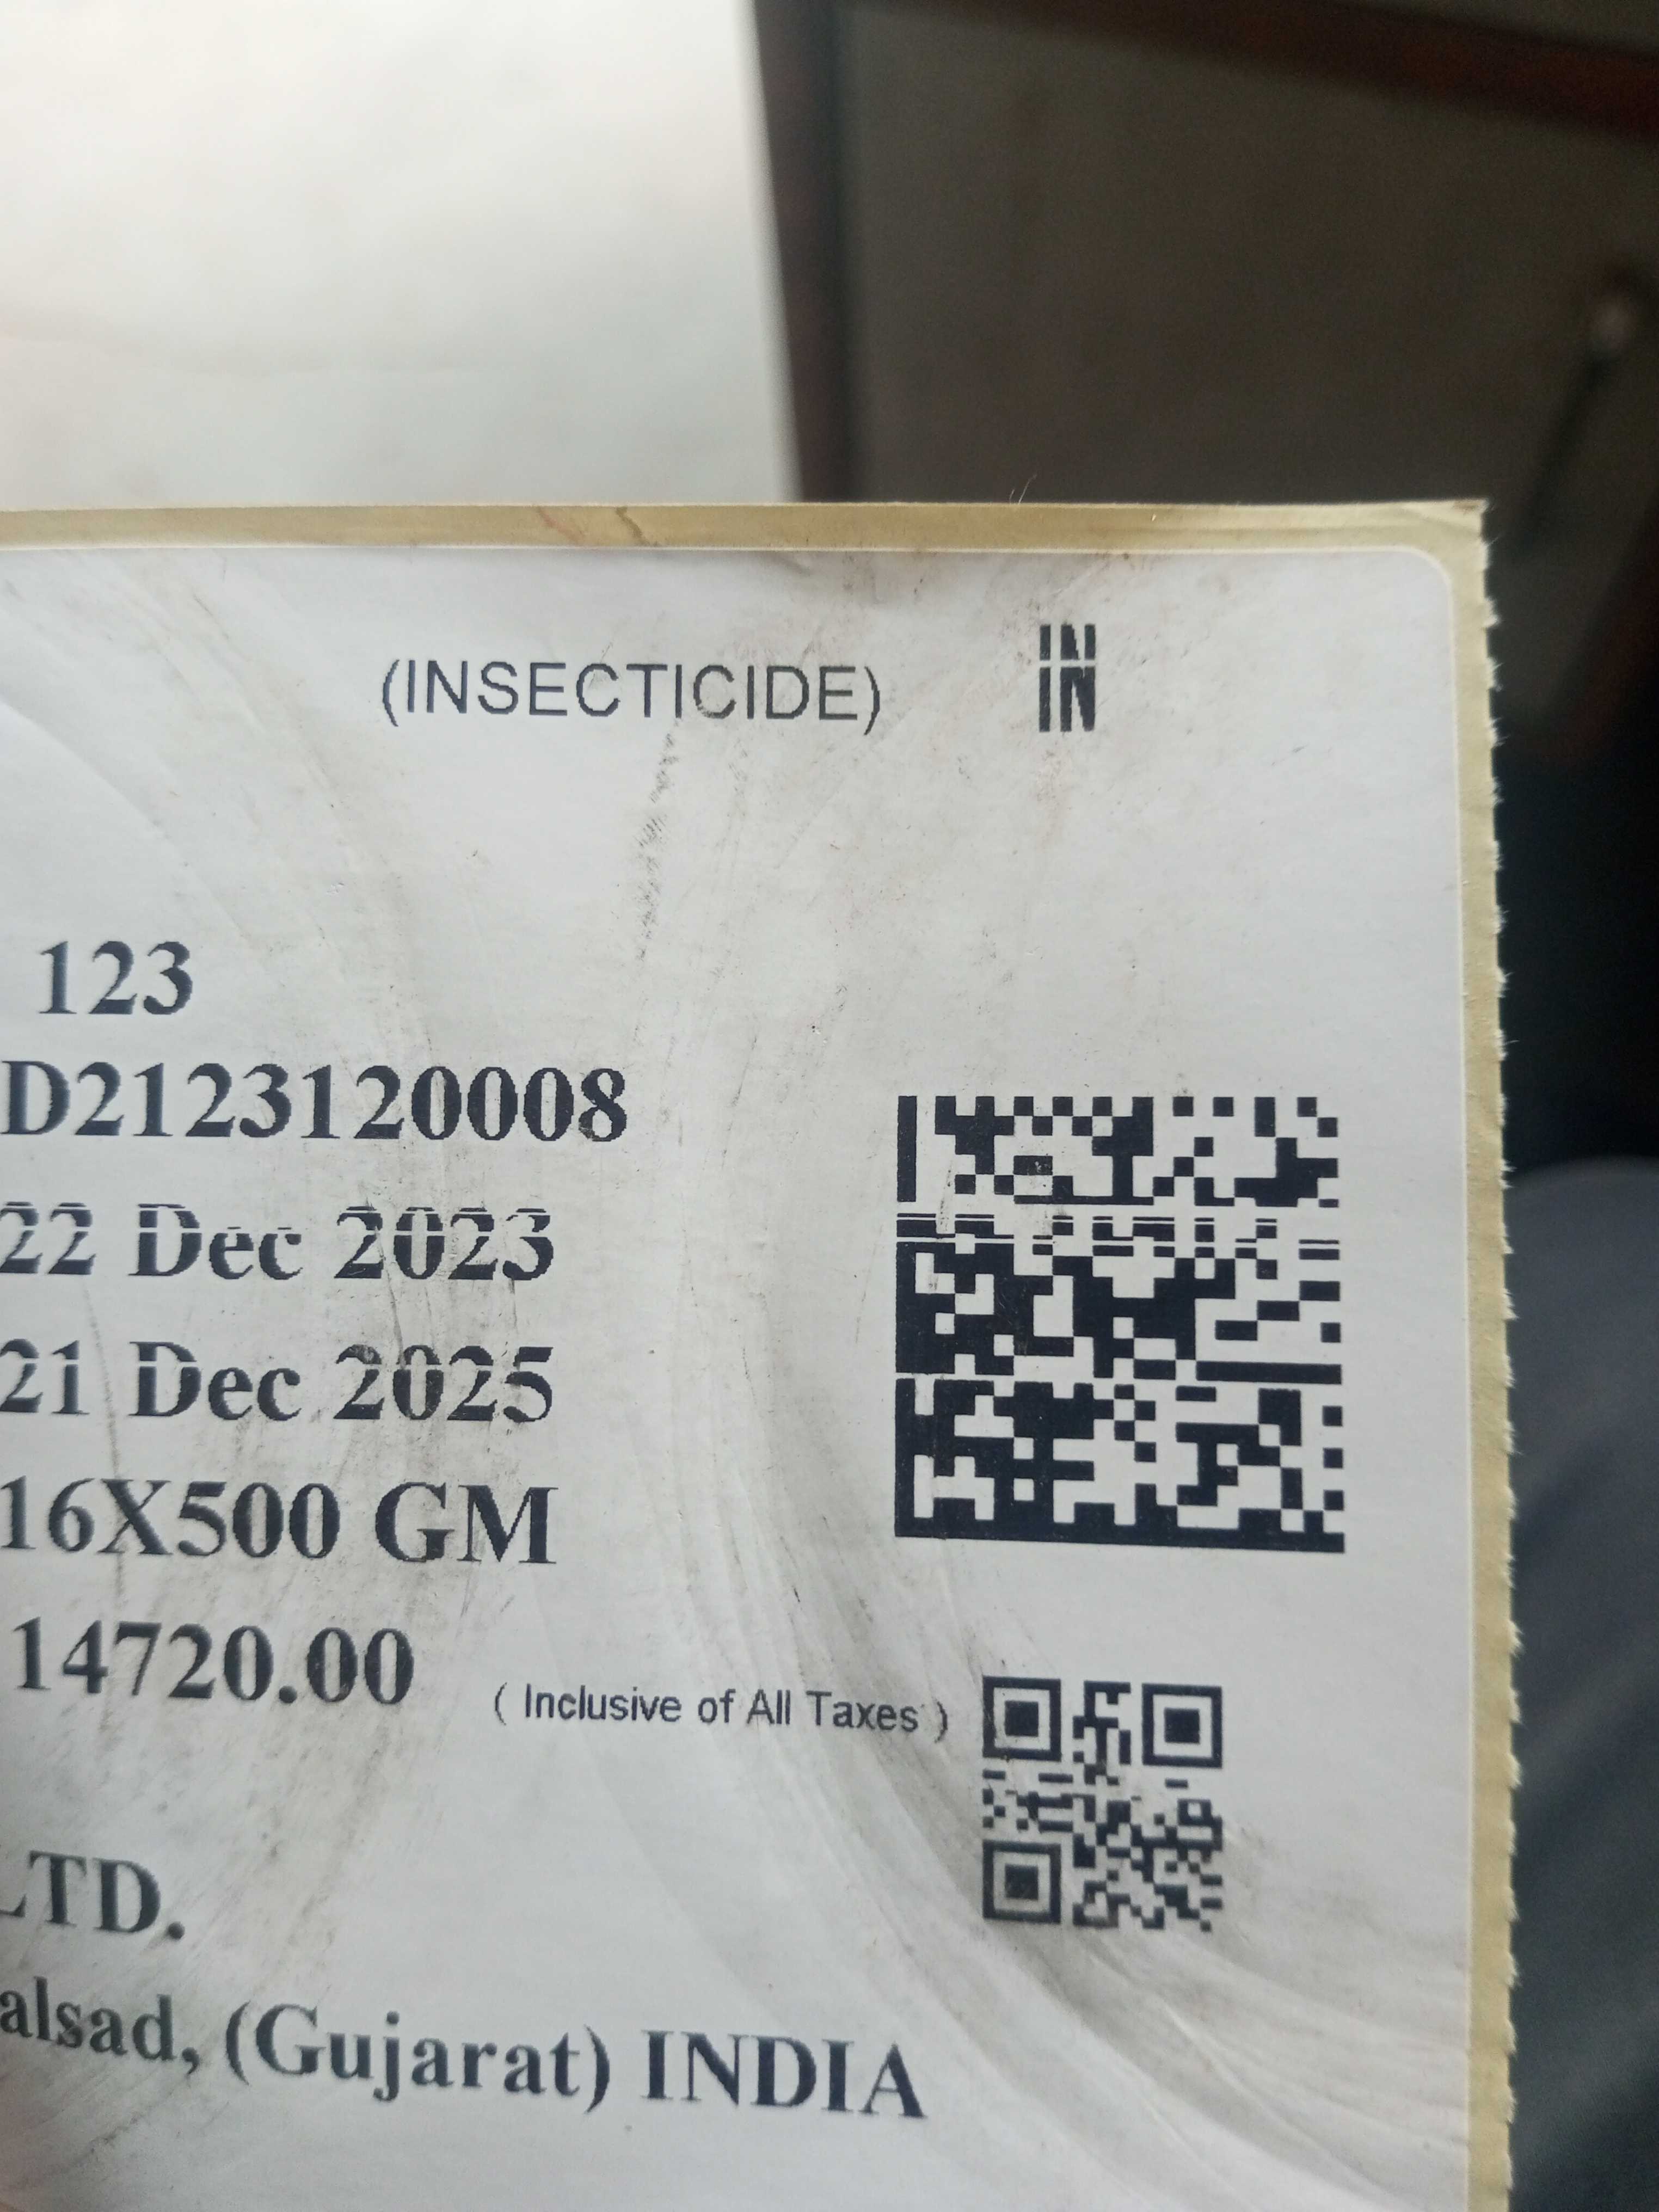 (INSECTICIDE) IN
123
D2123120008
22 Dec 2023
21 Dec 2025
16X500 GM
14720.00 ( Inclusive of All Taxes )
LTD.
alsad, (Gujarat) INDIA